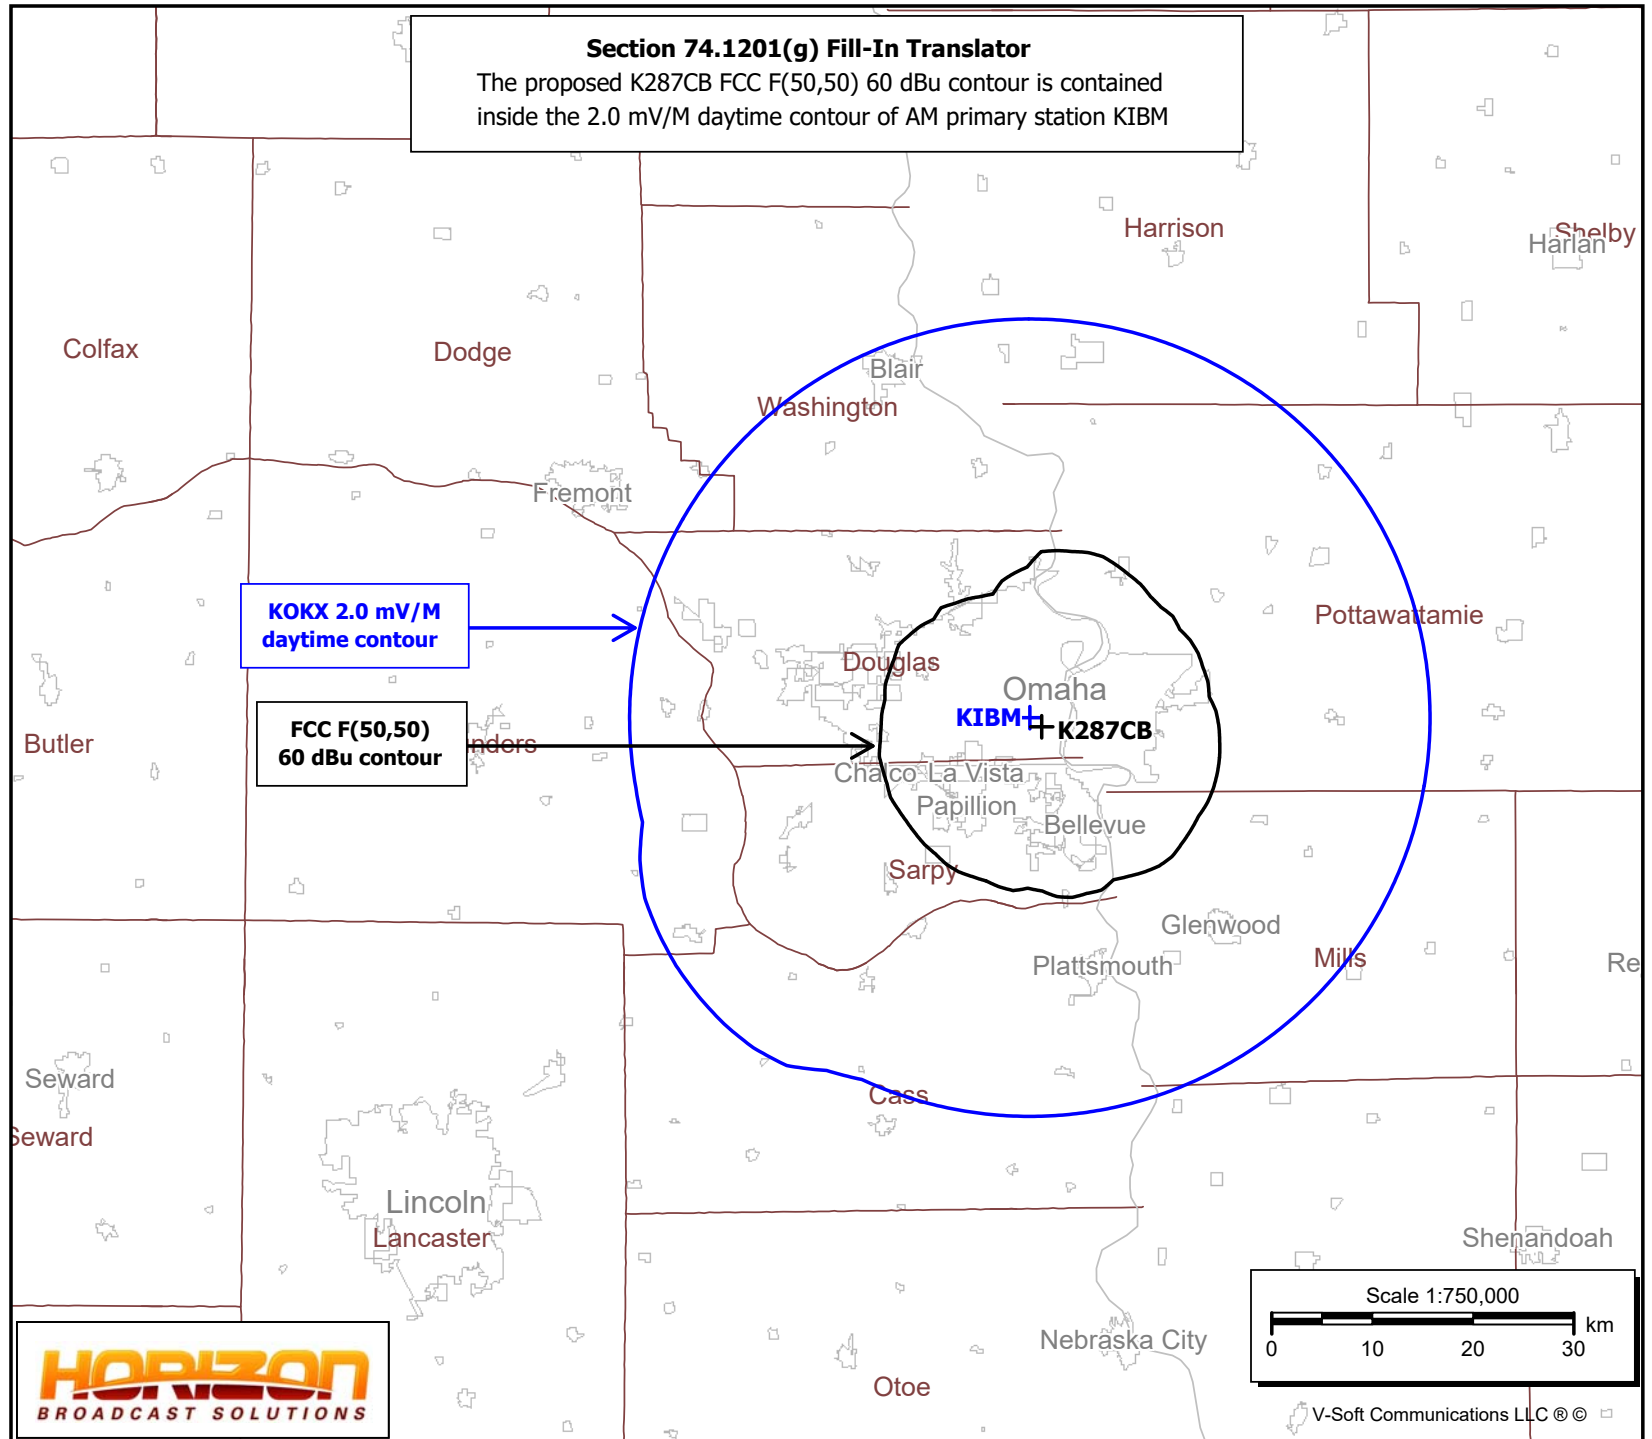 Section 74.1201(g) Fill-In Translator
The proposed K287CB FCC F(50,50) 60 dBu contour is contained
inside the 2.0 mV/M daytime contour of AM primary station KIBM
Harrison
Shelby
Harlan
Colfax
Dodge
Blair
Washington
Fremont
KOKX 2.0 mV/M
daytime contour
Pottawattamie
Douglas
Omaha
KIBM
K287CB
FCC F(50,50)
60 dBu contour
Butler
nders
Chalco La Vista
Papillion
Bellevue
Sarpy
Glenwood
Plattsmouth
Mills
Re
Seward
Cass
Seward
Lincoln
Lancaster
Shenandoah
Scale 1:750,000
km
0 10 20 30
Nebraska City
Otoe
HORIZON
BROADCAST SOLUTIONS
V-Soft Communications LLC ® ©